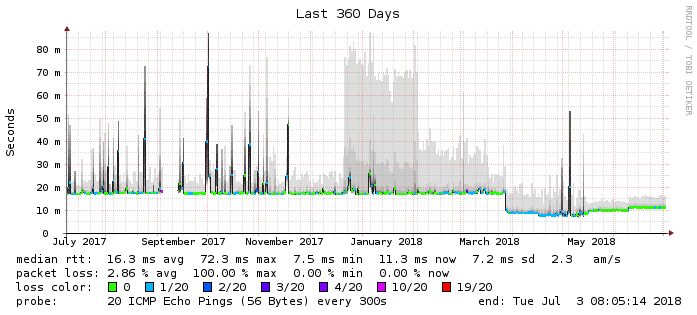 Last 360 Days
RRDTOOL / TOBI OETIKER
Seconds
80 m
70 m
60 m
50 m
40 m
30 m
20 m
10 m
0
July 2017 September 2017 November 2017 January 2018 March 2018 May 2018
median rtt: 16.3 ms avg 72.3 ms max 7.5 ms min 11.3 ms now 7.2 ms sd 2.3 am/s
packet loss: 2.86 % avg 100.00 % max 0.00 % min 0.00 % now
loss color: 0 1/20 2/20 3/20 4/20 10/20 19/20
probe: 20 ICMP Echo Pings (56 Bytes) every 300s end: Tue Jul 3 08:05:14 2018